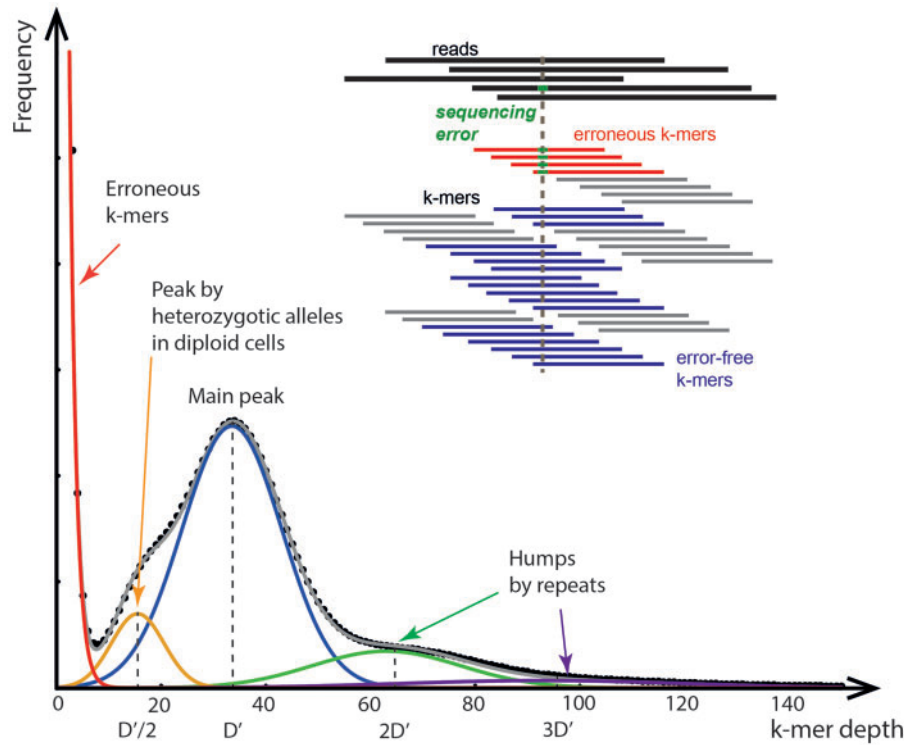 Frequency
reads
sequencing
error
erroneous k-mers
k-mers
error-free
k-mers
Erroneous
k-mers
Peak by
heterozygotic alleles
in diploid cells
Main peak
Humps
by repeats
0 20 40 60 80 100 120 140
D'/2 D' 2D' 3D' k-mer depth